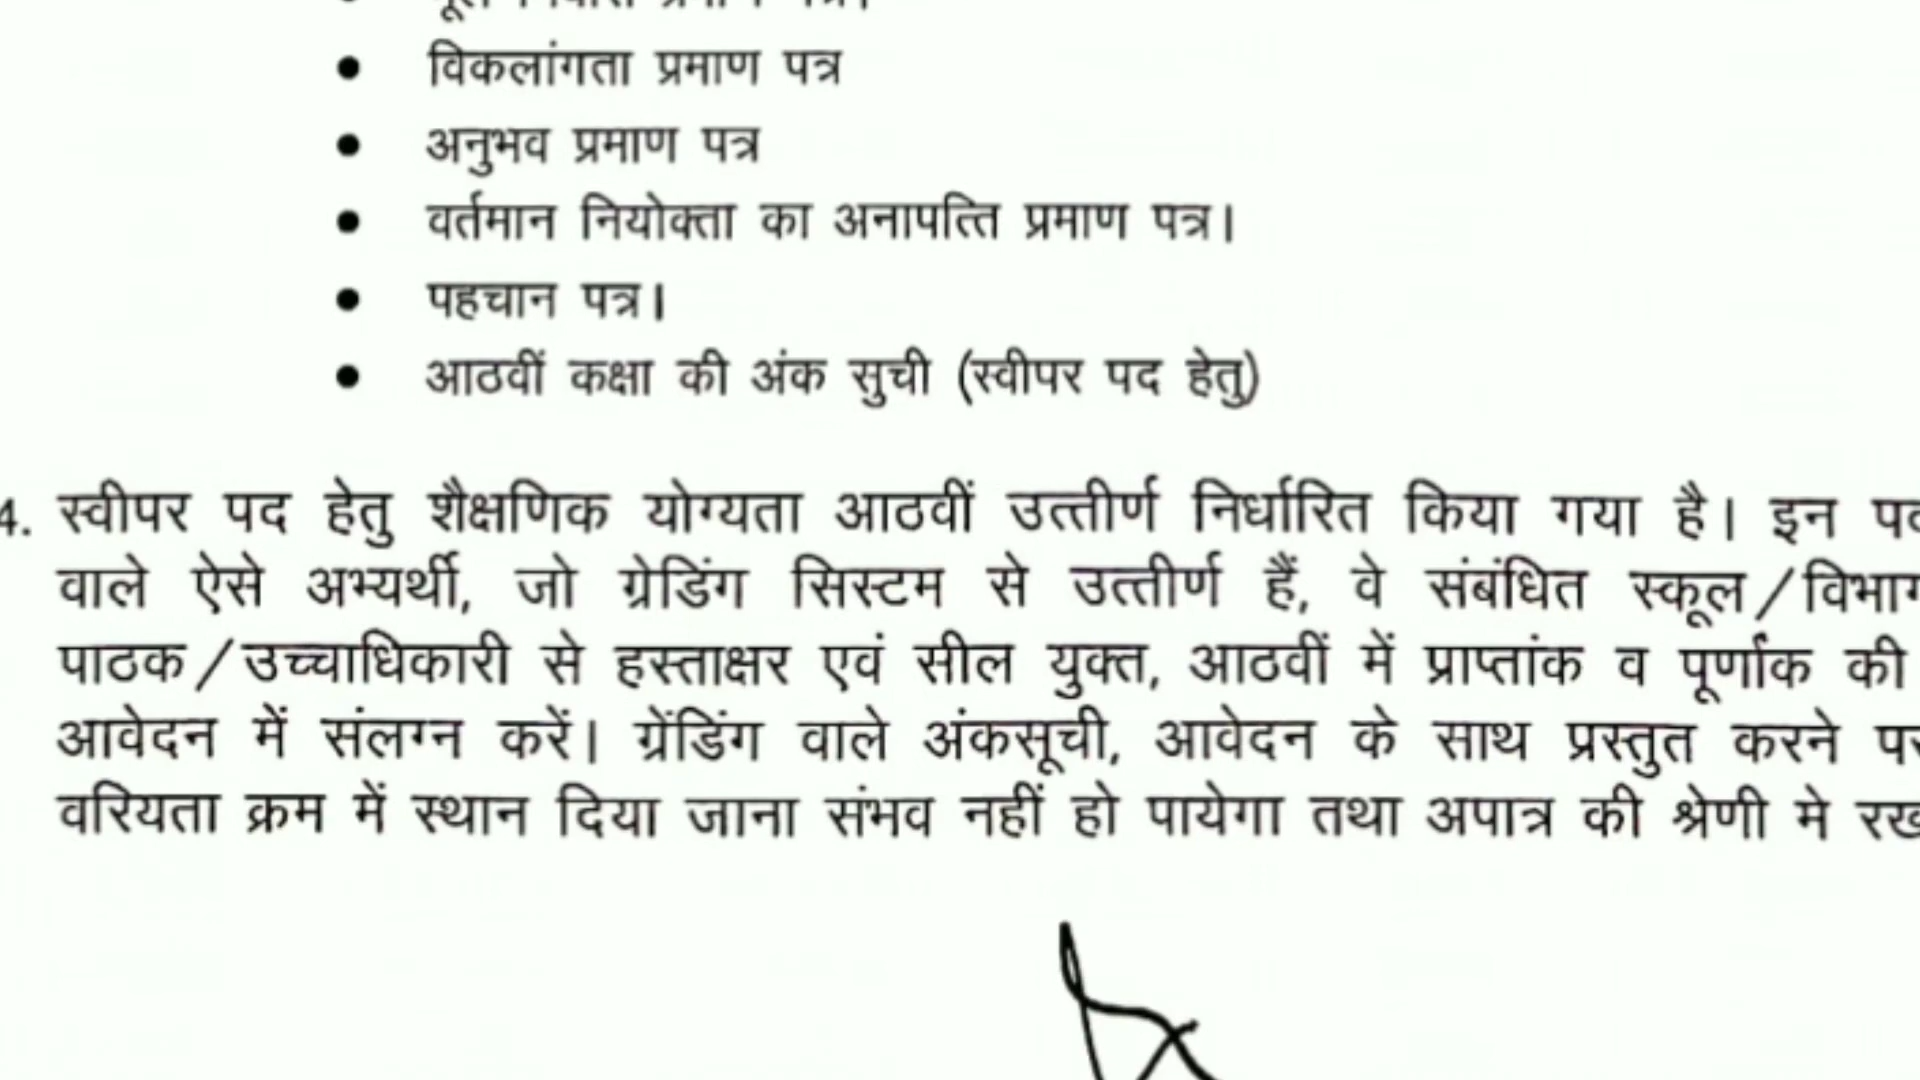 • विकलांगता प्रमाण पत्र
• अनुभव प्रमाण पत्र
• वर्तमान नियोक्ता का अनापत्ति प्रमाण पत्र।
• पहचान पत्र।
• आठवीं कक्षा की अंक सुची (स्वीपर पद हेतु)
4. स्वीपर पद हेतु शैक्षणिक योग्यता आठवीं उत्तीर्ण निर्धारित किया गया है। इन
वाले ऐसे अभ्यर्थी, जो ग्रेडिंग सिस्टम से उत्तीर्ण हैं, वे संबंधित स्कूल/विभाग
पाठक/उच्चाधिकारी से हस्ताक्षर एवं सील युक्त, आठवीं में प्राप्तांक व पूर्णाक की
आवेदन में संलग्न करें। ग्रेंडिंग वाले अंकसूची, आवेदन के साथ प्रस्तुत करने
वरियता क्रम में स्थान दिया जाना संभव नहीं हो पायेगा तथा अपात्र की श्रेणी मे